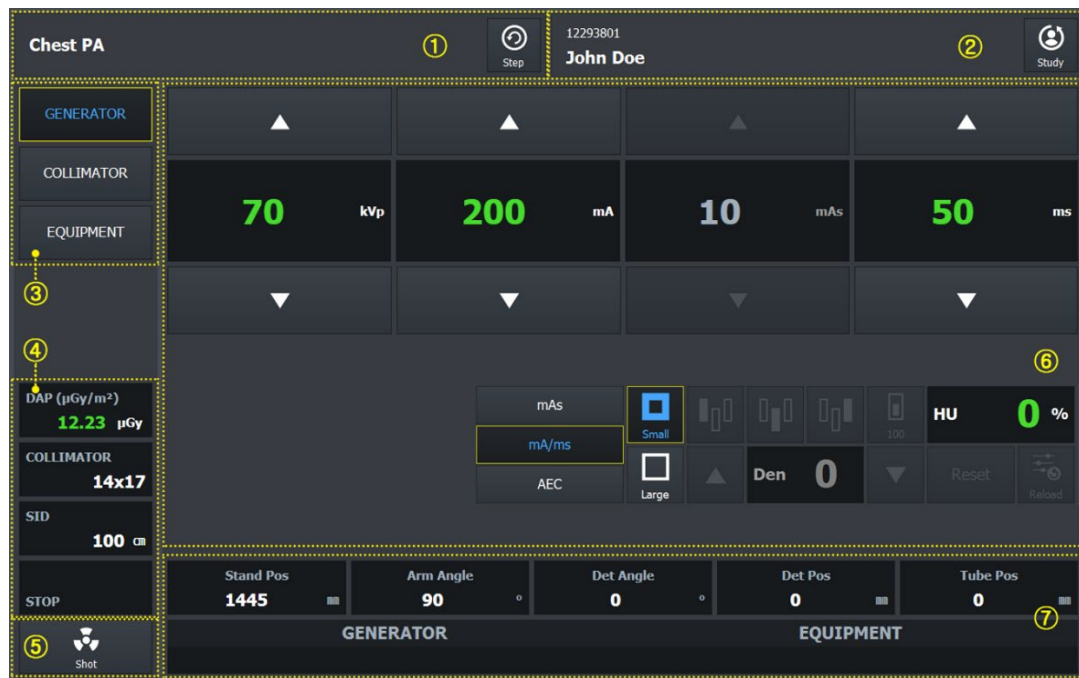 Chest PA
①
Step
12293801
John Doe
②
Study
GENERATOR
COLLIMATOR
EQUIPMENT
③
70 kVp
200 mA
10 mAs
50 ms
④
DAP (μGy/m²)
12.23 μGy
COLLIMATOR
14x17
SID
100 cm
STOP
⑤
Shot
⑥
mAs
mA/ms
AEC
Small
Large
100
HU 0 %
Den 0
Reset
Reload
Stand Pos
1445 mm
Arm Angle
90 °
Det Angle
0 °
Det Pos
0 mm
Tube Pos
0 mm
⑦
GENERATOR
EQUIPMENT